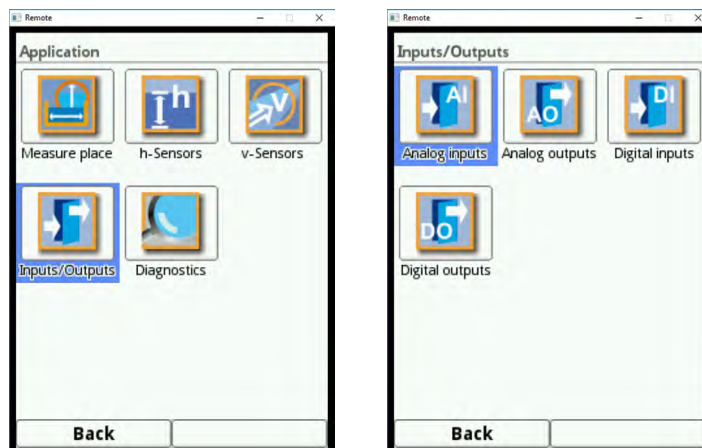 Remote
Application
h
v
Measure place
h-Sensors
v-Sensors
Inputs/Outputs
Diagnostics
Back
Remote
Inputs/Outputs
AI
AO
DI
Analog inputs
Analog outputs
Digital inputs
DO
Digital outputs
Back